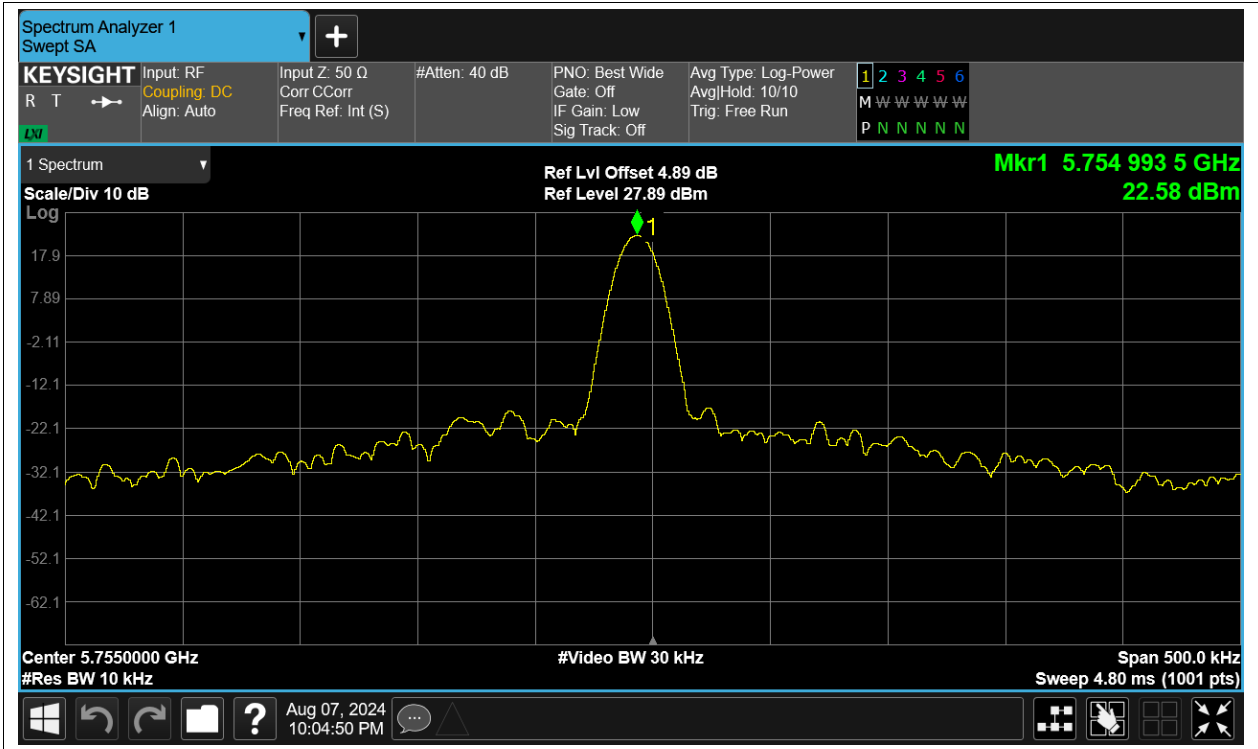 Spectrum Analyzer 1
Swept SA
KEYSIGHT
R T
LXI
Input: RF
Coupling: DC
Align: Auto
Input Z: 50 Ω
Corr CCorr
Freq Ref: Int (S)
#Atten: 40 dB
PNO: Best Wide
Gate: Off
IF Gain: Low
Sig Track: Off
Avg Type: Log-Power
Avg|Hold: 10/10
Trig: Free Run
1 2 3 4 5 6
M W W W W W W
P N N N N N N
1 Spectrum
Scale/Div 10 dB
Log
Ref Lvl Offset 4.89 dB
Ref Level 27.89 dBm
Mkr1 5.754 993 5 GHz
22.58 dBm
1
17.9
7.89
-2.11
-12.1
-22.1
-32.1
-42.1
-52.1
-62.1
Center 5.7550000 GHz
#Video BW 30 kHz
Span 500.0 kHz
#Res BW 10 kHz
Sweep 4.80 ms (1001 pts)
?
Aug 07, 2024
10:04:50 PM